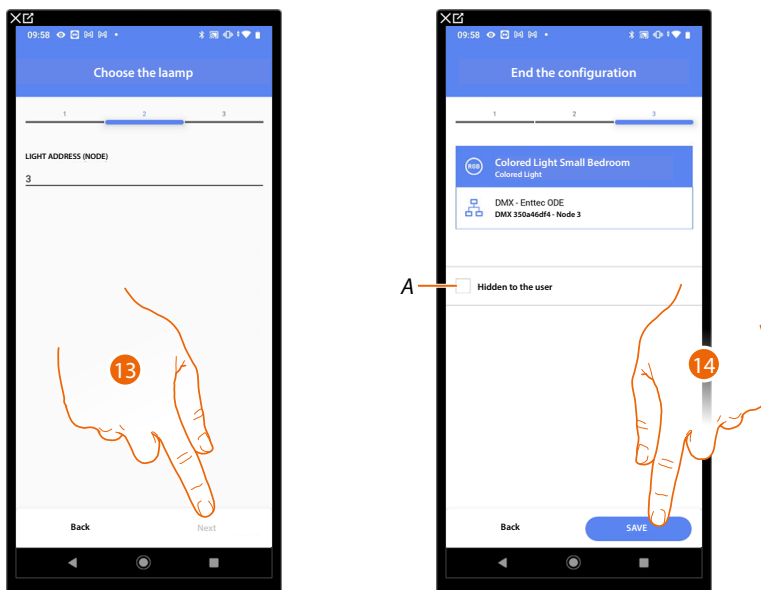 09:58
Choose the laamp
1 2 3
LIGHT ADDRESS (NODE)
3
13
Back Next
09:58
End the configuration
1 2 3
RGB
Colored Light Small Bedroom
Colored Light
DMX - Enttec ODE
DMX 350a46df4 - Node 3
A
Hidden to the user
14
Back SAVE